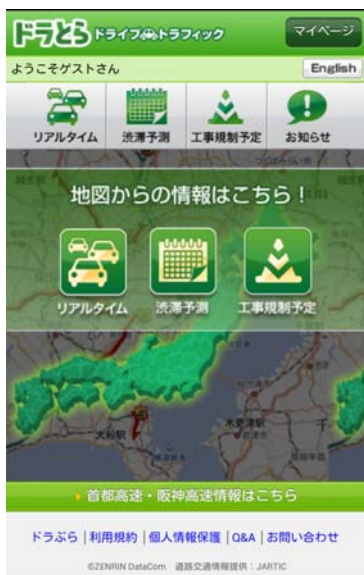 ドラとら ドライブトラフィック
マイページ
ようこそゲストさん
English
リアルタイム 渋滞予測 工事規制予定 お知らせ
地図からの情報はこちら！
リアルタイム 渋滞予測 工事規制予定
木更津駅
大船駅
首都高速・阪神高速情報はこちら
ドラぷら | 利用規約 | 個人情報保護 | Q&A | お問い合わせ
©ZENRIN DataCom 道路交通情報提供：JARTIC